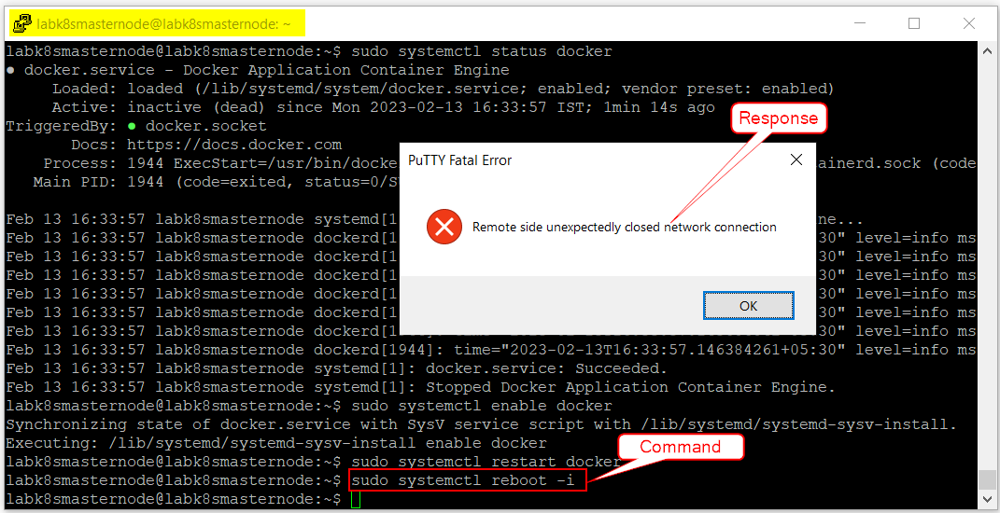 labk8smasternode@labk8smasternode: ~
labk8smasternode@labk8smasternode:~$ sudo systemctl status docker
● docker.service - Docker Application Container Engine
Loaded: loaded (/lib/systemd/system/docker.service; enabled; vendor preset: enabled)
Active: inactive (dead) since Mon 2023-02-13 16:33:57 IST; 1min 14s ago
TriggeredBy: ● docker.socket
Response
Docs: https://docs.docker.com
Process: 1944 ExecStart=/usr/bin/docke ainerd.sock (code
Main PID: 1944 (code=exited, status=0/S
PuTTY Fatal Error
Remote side unexpectedly closed network connection
OK
Feb 13 16:33:57 labk8smasternode systemd[1 ne...
Feb 13 16:33:57 labk8smasternode dockerd[1 30" level=info ms
Feb 13 16:33:57 labk8smasternode dockerd[1 30" level=info ms
Feb 13 16:33:57 labk8smasternode dockerd[1 30" level=info ms
Feb 13 16:33:57 labk8smasternode dockerd[1 30" level=info ms
Feb 13 16:33:57 labk8smasternode dockerd[1 30" level=info ms
Feb 13 16:33:57 labk8smasternode dockerd[1 30" level=info ms
Feb 13 16:33:57 labk8smasternode dockerd[1944]: time="2023-02-13T16:33:57.146384261+05:30" level=info ms
Feb 13 16:33:57 labk8smasternode systemd[1]: docker.service: Succeeded.
Feb 13 16:33:57 labk8smasternode systemd[1]: Stopped Docker Application Container Engine.
labk8smasternode@labk8smasternode:~$ sudo systemctl enable docker
Synchronizing state of docker.service with SysV service script with /lib/systemd/systemd-sysv-install.
Executing: /lib/systemd/systemd-sysv-install enable docker
Command
labk8smasternode@labk8smasternode:~$ sudo systemctl restart docker
labk8smasternode@labk8smasternode:~$ sudo systemctl reboot -i
labk8smasternode@labk8smasternode:~$